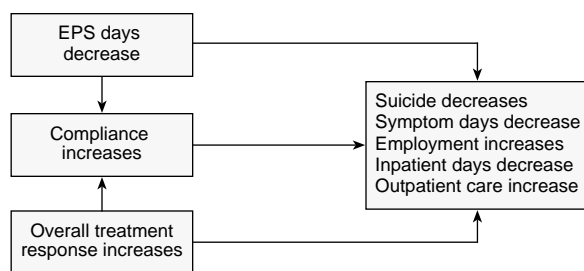 EPS days
decrease
Compliance
increases
Overall treatment
response increases
Suicide decreases
Symptom days decrease
Employment increases
Inpatient days decrease
Outpatient care increase